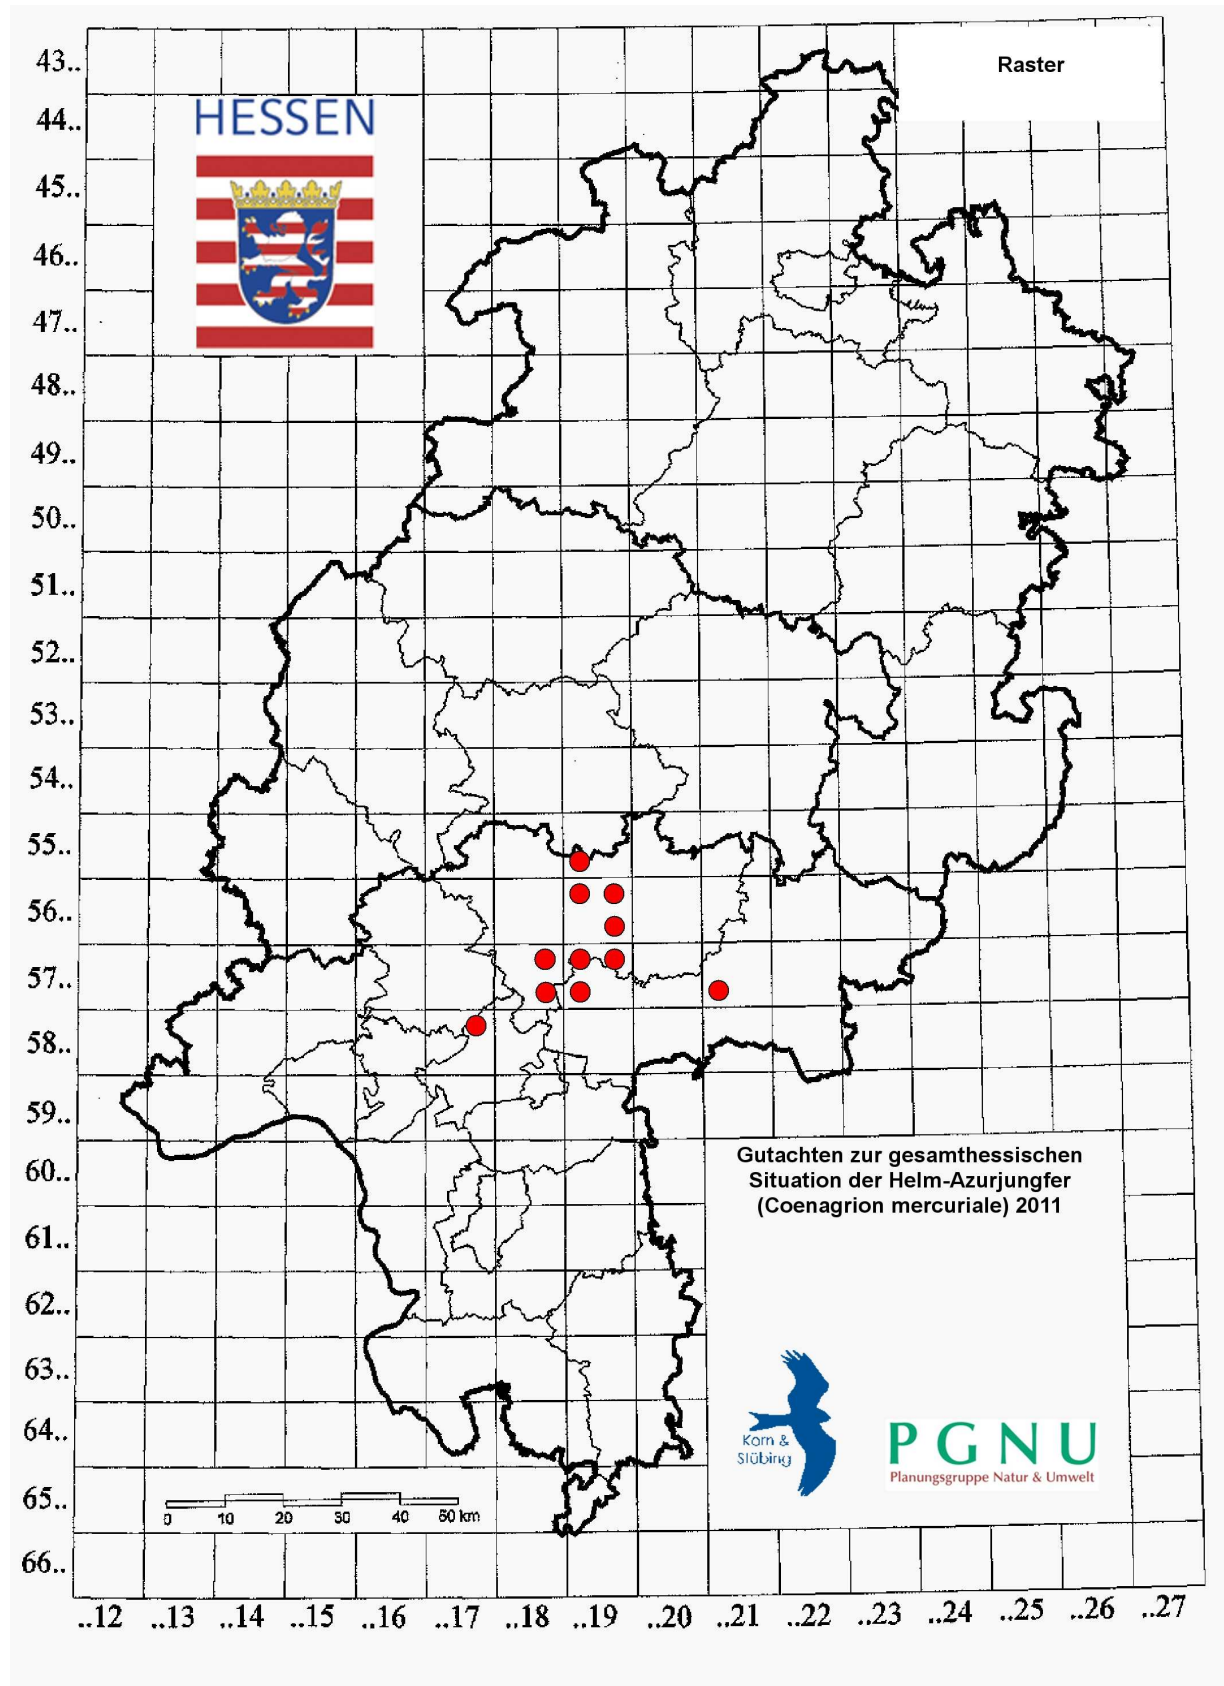 Raster
HESSEN
43..
44..
45..
46..
47..
48..
49..
50..
51..
52..
53..
54..
55..
56..
57..
58..
59..
60..
61..
62..
63..
64..
65..
66..
Gutachten zur gesamthessischen
Situation der Helm-Azurjungfer
(Coenagrion mercuriale) 2011
Korn &
Stübing
PGNU
Planungsgruppe Natur & Umwelt
0 10 20 30 40 50 km
..12 ..13 ..14 ..15 ..16 ..17 ..18 ..19 ..20 ..21 ..22 ..23 ..24 ..25 ..26 ..27